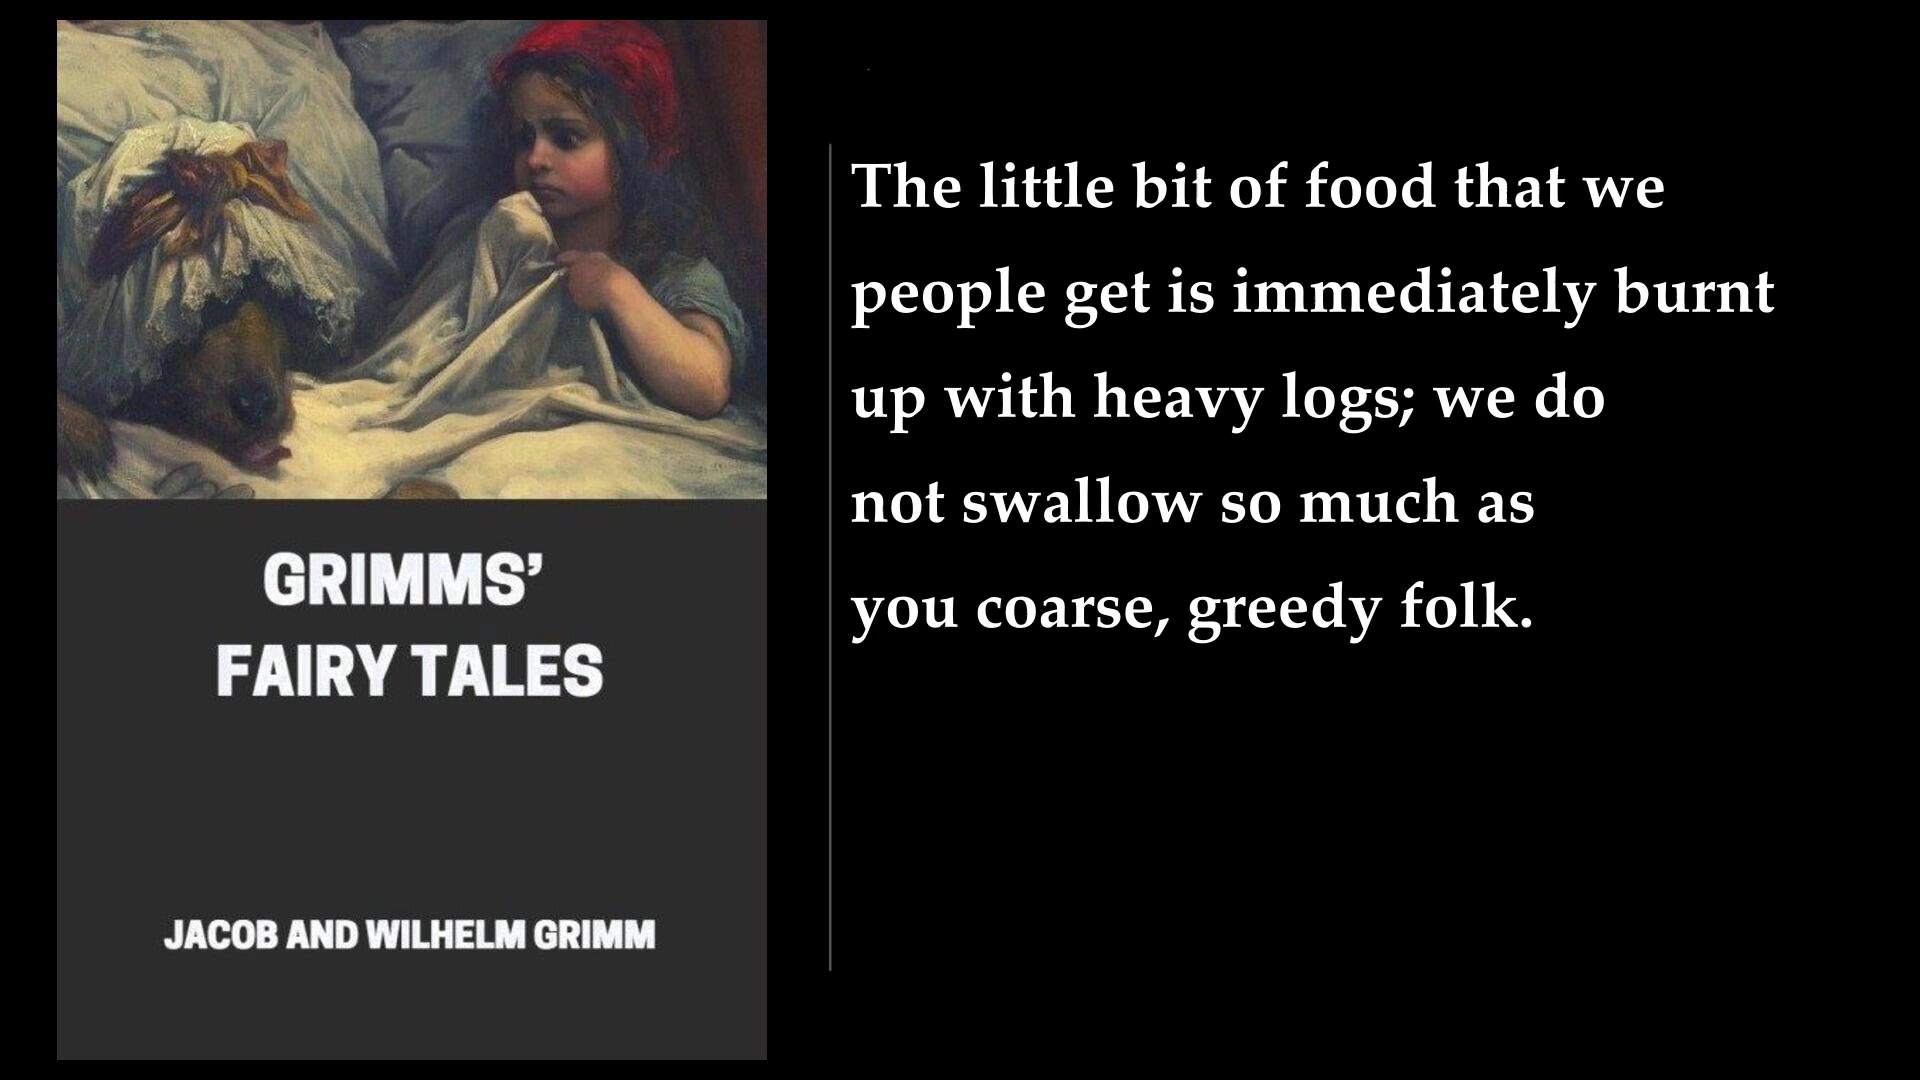 GRIMMS’
FAIRY TALES
JACOB AND WILHELM GRIMM
The little bit of food that we
people get is immediately burnt
up with heavy logs; we do
not swallow so much as
you coarse, greedy folk.